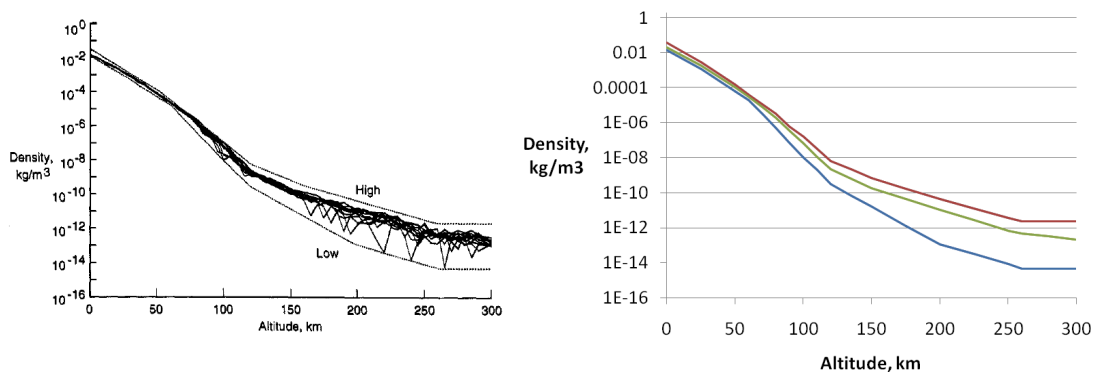 10⁰
10⁻²
10⁻⁴
10⁻⁶
10⁻⁸
10⁻¹⁰
10⁻¹²
10⁻¹⁴
10⁻¹⁶
Density,
kg/m³
High
Low
0 50 100 150 200 250 300
Altitude, km
1
0.01
0.0001
1E-06
1E-08
1E-10
1E-12
1E-14
1E-16
Density,
kg/m3
0 50 100 150 200 250 300
Altitude, km